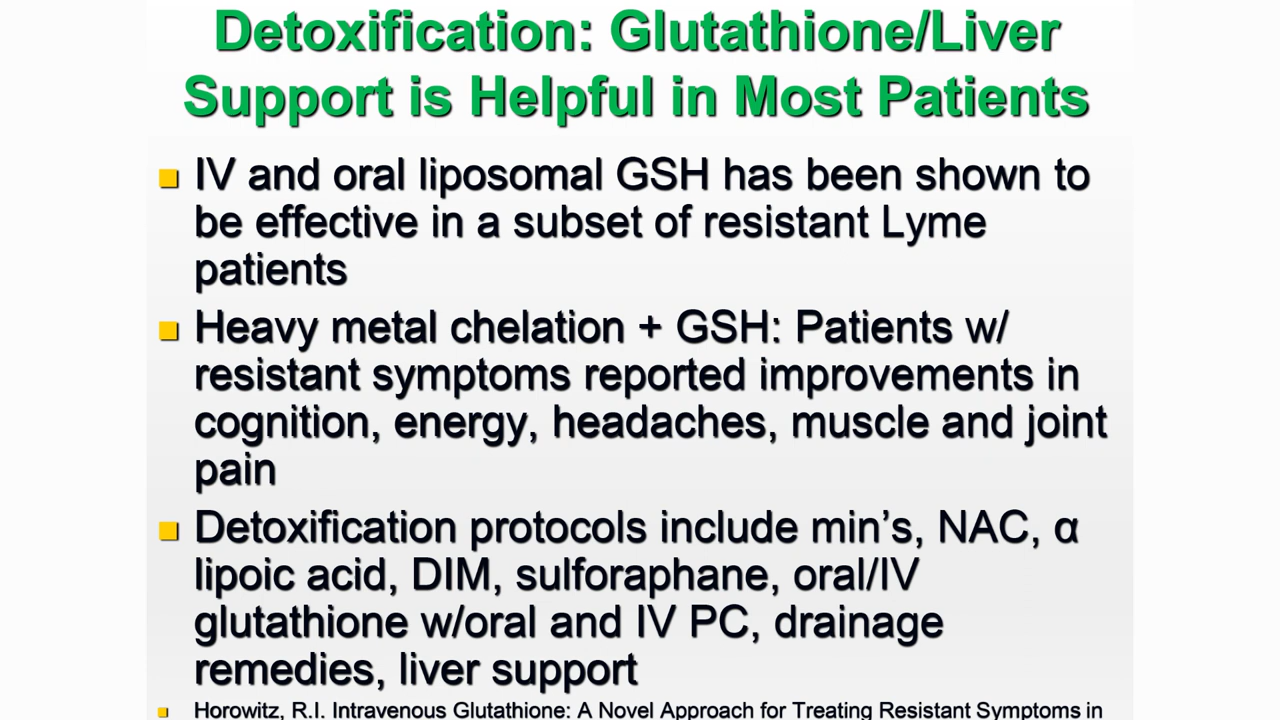 Detoxification: Glutathione/Liver
Support is Helpful in Most Patients
IV and oral liposomal GSH has been shown to
be effective in a subset of resistant Lyme
patients
Heavy metal chelation + GSH: Patients w/
resistant symptoms reported improvements in
cognition, energy, headaches, muscle and joint
pain
Detoxification protocols include min’s, NAC, α
lipoic acid, DIM, sulforaphane, oral/IV
glutathione w/oral and IV PC, drainage
remedies, liver support
Horowitz, R.I. Intravenous Glutathione: A Novel Approach for Treating Resistant Symptoms in